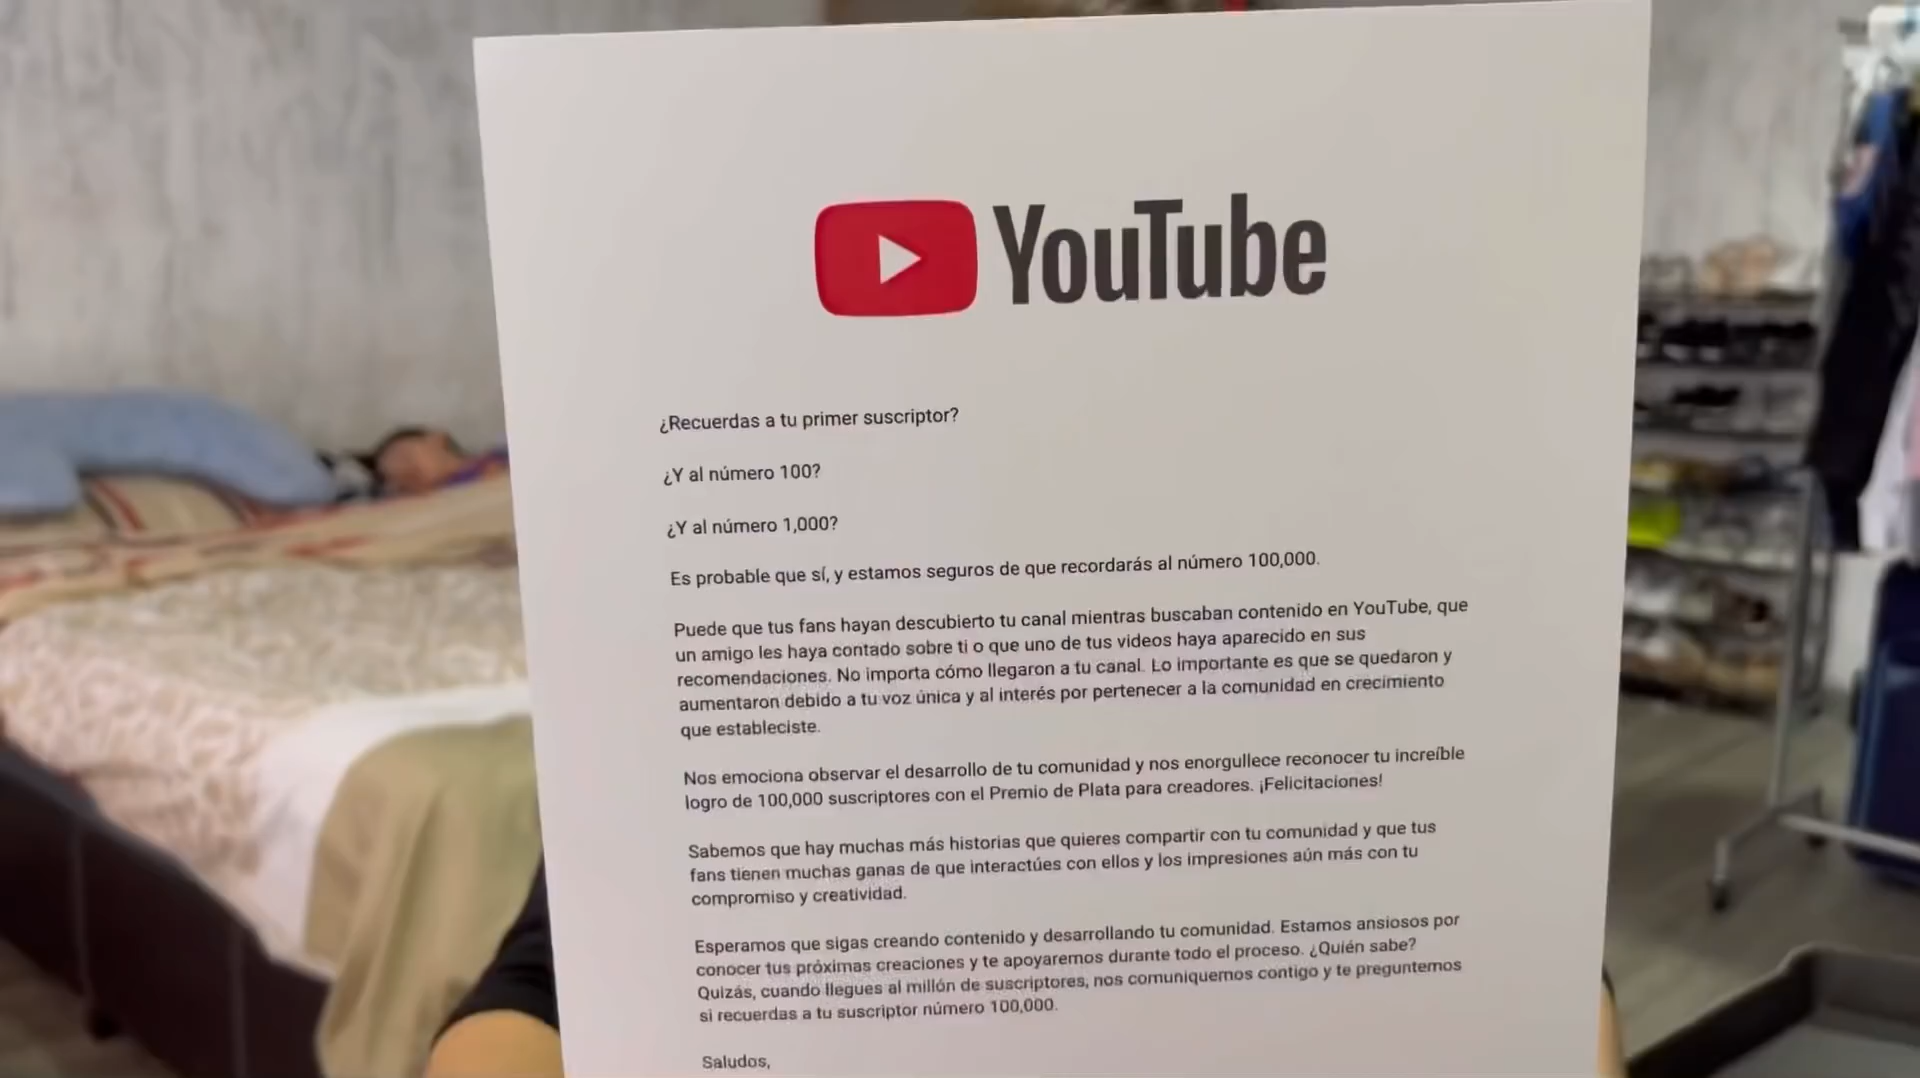 YouTube
¿Recuerdas a tu primer suscriptor?
¿Y al número 100?
¿Y al número 1,000?
Es probable que sí, y estamos seguros de que recordarás al número 100,000.
Puede que tus fans hayan descubierto tu canal mientras buscaban contenido en YouTube, que
un amigo les haya contado sobre ti o que uno de tus videos haya aparecido en sus
recomendaciones. No importa cómo llegaron a tu canal. Lo importante es que se quedaron y
aumentaron debido a tu voz única y al interés por pertenecer a la comunidad en crecimiento
que estableciste.
Nos emociona observar el desarrollo de tu comunidad y nos enorgullece reconocer tu increíble
logro de 100,000 suscriptores con el Premio de Plata para creadores. ¡Felicitaciones!
Sabemos que hay muchas más historias que quieres compartir con tu comunidad y que tus
fans tienen muchas ganas de que interactúes con ellos y los impresiones aún más con tu
compromiso y creatividad.
Esperamos que sigas creando contenido y desarrollando tu comunidad. Estamos ansiosos por
conocer tus próximas creaciones y te apoyaremos durante todo el proceso. ¿Quién sabe?
Quizás, cuando llegues al millón de suscriptores, nos comuniquemos contigo y te preguntemos
si recuerdas a tu suscriptor número 100,000.
Saludos,